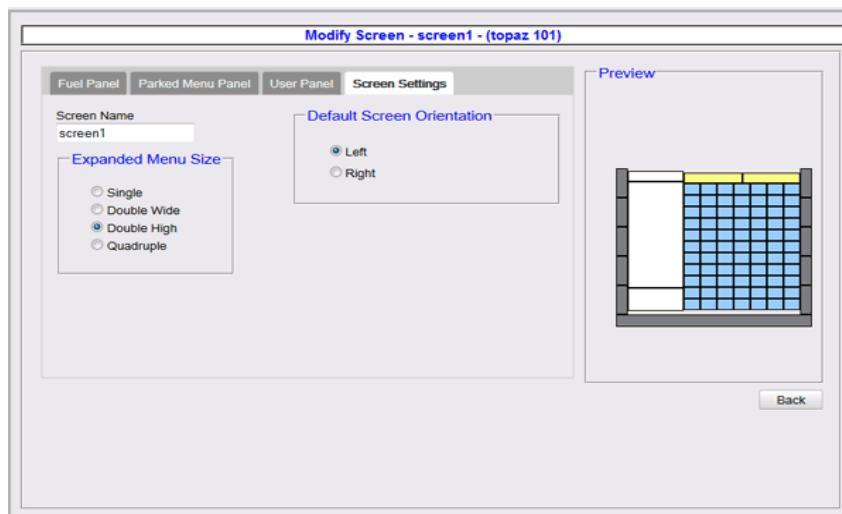 Modify Screen - screen1 - (topaz 101)
Fuel Panel Parked Menu Panel User Panel Screen Settings
Screen Name
screen1
Expanded Menu Size
Single
Double Wide
Double High
Quadruple
Default Screen Orientation
Left
Right
Preview
Back